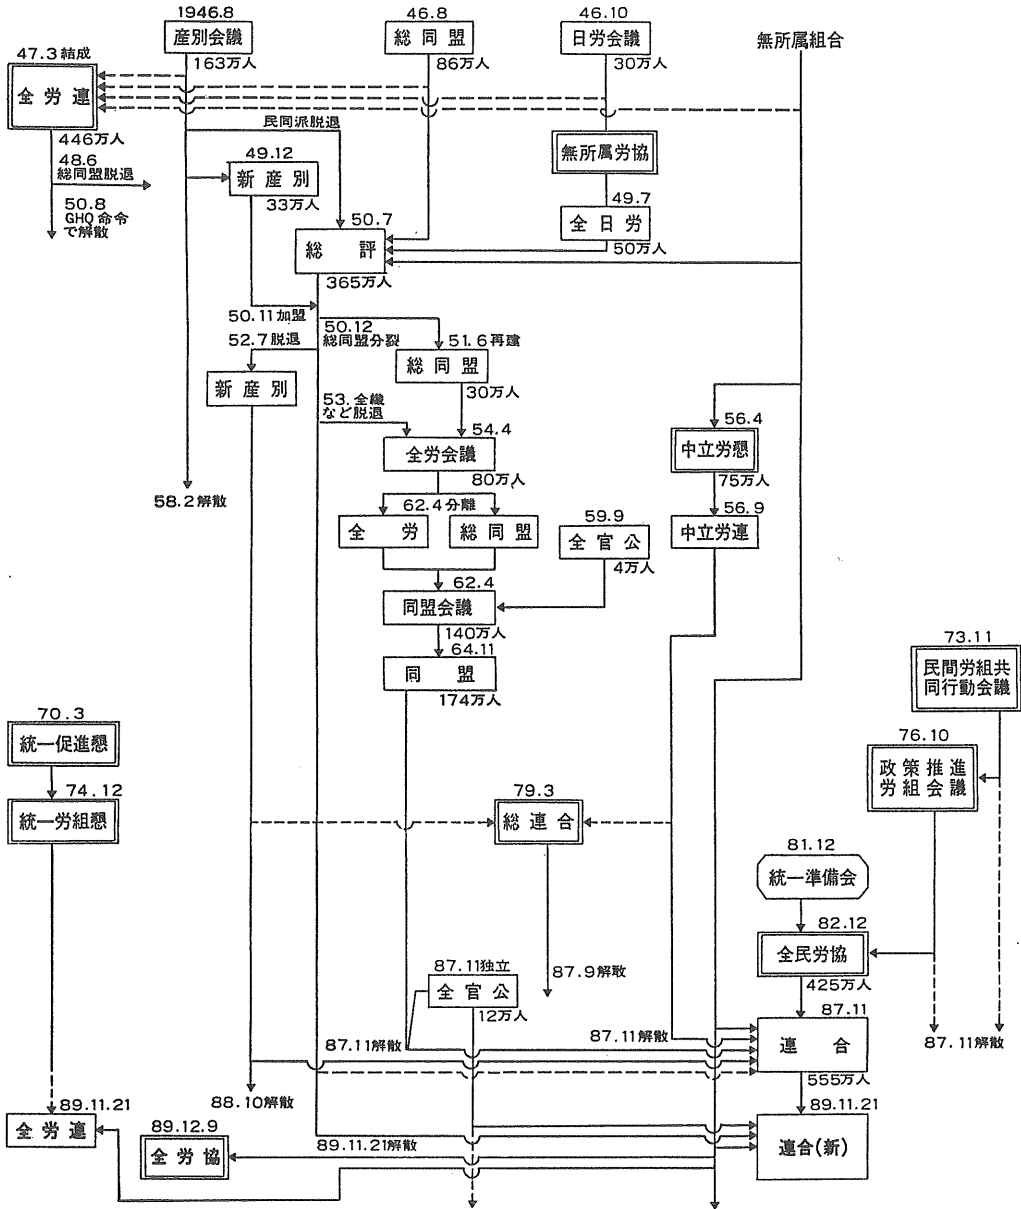 1946.8
産別会議
163万人
46.8
総同盟
86万人
46.10
日労会議
30万人
無所属組合
47.3結成
全労連
446万人
48.6
総同盟脱退
50.8
GHQ命令
で解散
民同派脱退
49.12
新産別
33万人
無所属労協
49.7
全日労
50万人
50.7
総評
365万人
50.11加盟
50.12
総同盟分裂
52.7脱退
新産別
51.6再建
総同盟
30万人
53.全繊
など脱退
54.4
全労会議
80万人
56.4
中立労懇
75万人
56.9
中立労連
58.2解散
62.4分離
全労
総同盟
59.9
全官公
4万人
62.4
同盟会議
140万人
64.11
同盟
174万人
73.11
民間労組共
同行動会議
76.10
政策推進
労組会議
70.3
統一促進懇
74.12
統一労組懇
79.3
総連合
81.12
統一準備会
82.12
全民労協
425万人
87.9解散
87.11独立
全官公
12万人
87.11解散
87.11解散
87.11
連合
555万人
87.11解散
88.10解散
89.11.21
全労連
89.12.9
全労協
89.11.21解散
89.11.21
連合(新)